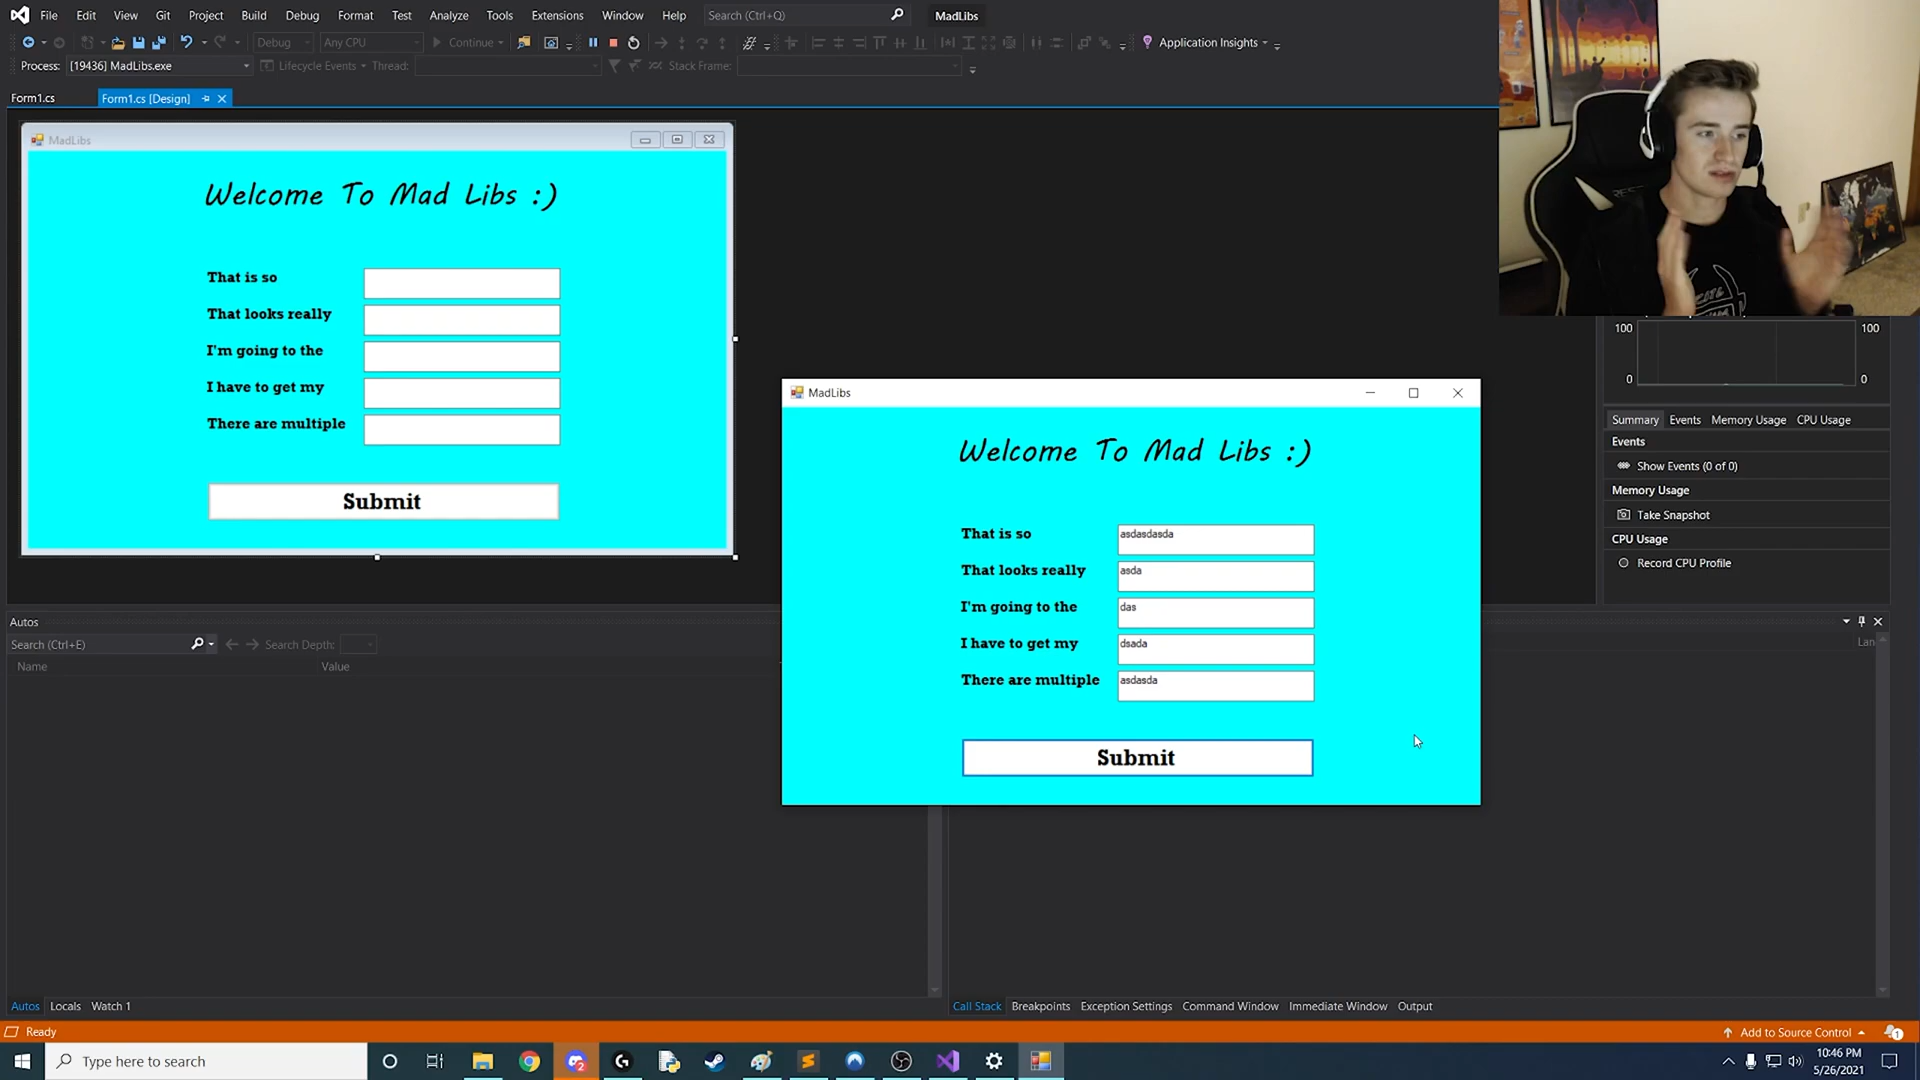 File Edit View Git Project Build Debug Format Test Analyze Tools Extensions Window Help Search (Ctrl+Q) MadLibs
Debug Any CPU Continue Application Insights
Process: [19436] MadLibs.exe Lifecycle Events Thread: Stack Frame:
Form1.cs Form1.cs [Design]
MadLibs
Welcome To Mad Libs :)
That is so
That looks really
I'm going to the
I have to get my
There are multiple
Submit
MadLibs
Welcome To Mad Libs :)
That is so asdasdasda
That looks really asda
I'm going to the das
I have to get my dsada
There are multiple asdasda
Submit
100 100
0 0
Summary Events Memory Usage CPU Usage
Events
Show Events (0 of 0)
Memory Usage
Take Snapshot
CPU Usage
Record CPU Profile
Autos
Search (Ctrl+E) Search Depth:
Name Value
Lan
Autos Locals Watch 1
Call Stack Breakpoints Exception Settings Command Window Immediate Window Output
Ready Add to Source Control 1
Type here to search
2
10:46 PM
5/26/2021